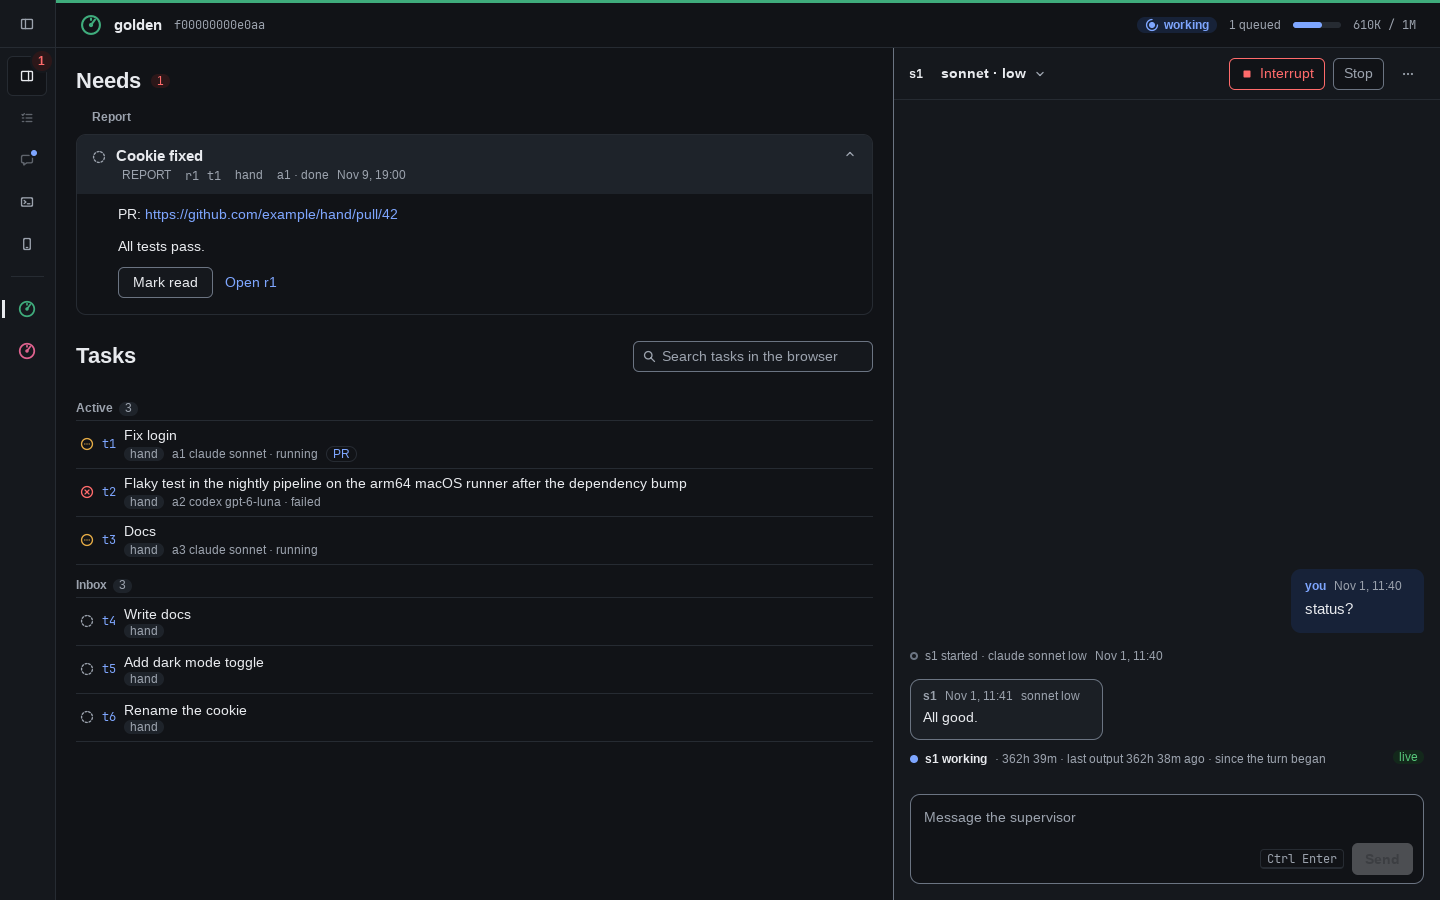 golden f00000000e0aa
working 1 queued 610K / 1M
1
Needs 1
Report
Cookie fixed
REPORT r1 t1 hand a1 · done Nov 9, 19:00
PR: https://github.com/example/hand/pull/42
All tests pass.
Mark read Open r1
Tasks
Search tasks in the browser
Active 3
t1 Fix login
hand a1 claude sonnet · running PR
t2 Flaky test in the nightly pipeline on the arm64 macOS runner after the dependency bump
hand a2 codex gpt-6-luna · failed
t3 Docs
hand a3 claude sonnet · running
Inbox 3
t4 Write docs
hand
t5 Add dark mode toggle
hand
t6 Rename the cookie
hand
s1 sonnet · low Interrupt Stop
you Nov 1, 11:40
status?
s1 started · claude sonnet low Nov 1, 11:40
s1 Nov 1, 11:41 sonnet low
All good.
s1 working · 362h 39m · last output 362h 38m ago · since the turn began live
Message the supervisor
Ctrl Enter Send